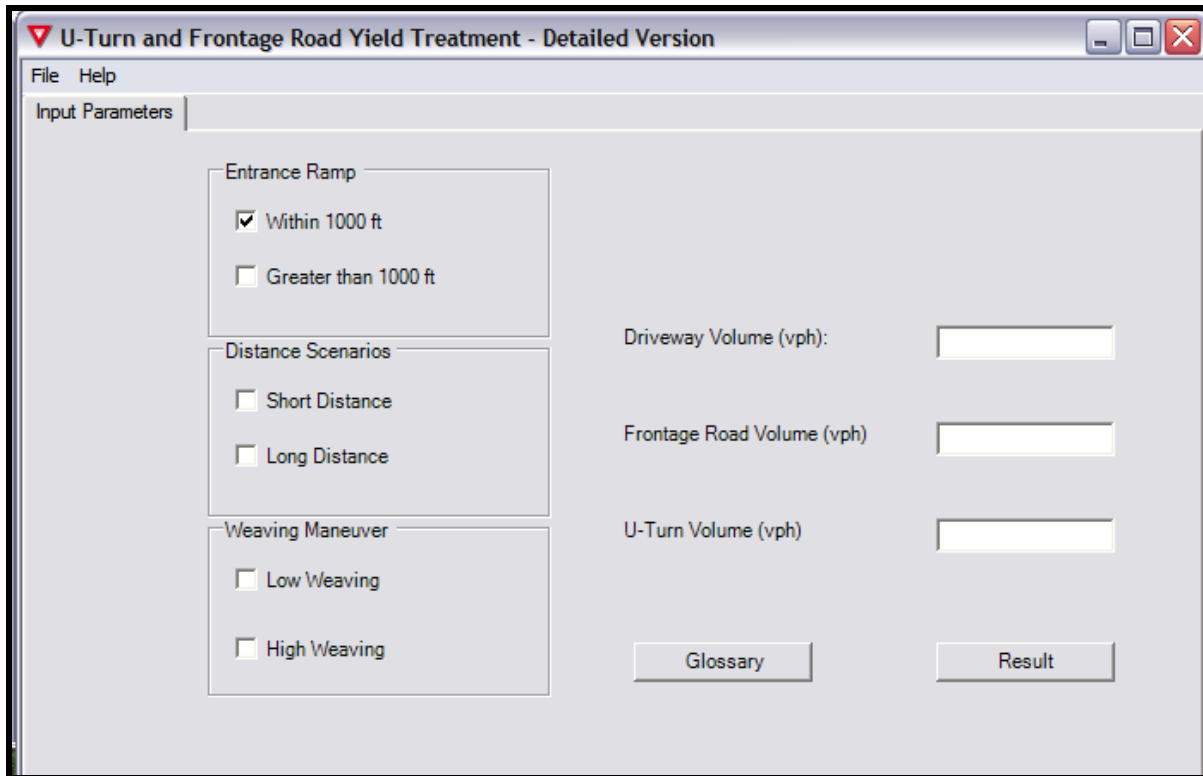 U-Turn and Frontage Road Yield Treatment - Detailed Version
File Help
Input Parameters
Entrance Ramp
Within 1000 ft
Greater than 1000 ft
Distance Scenarios
Short Distance
Long Distance
Weaving Maneuver
Low Weaving
High Weaving
Driveway Volume (vph):
Frontage Road Volume (vph)
U-Turn Volume (vph)
Glossary Result